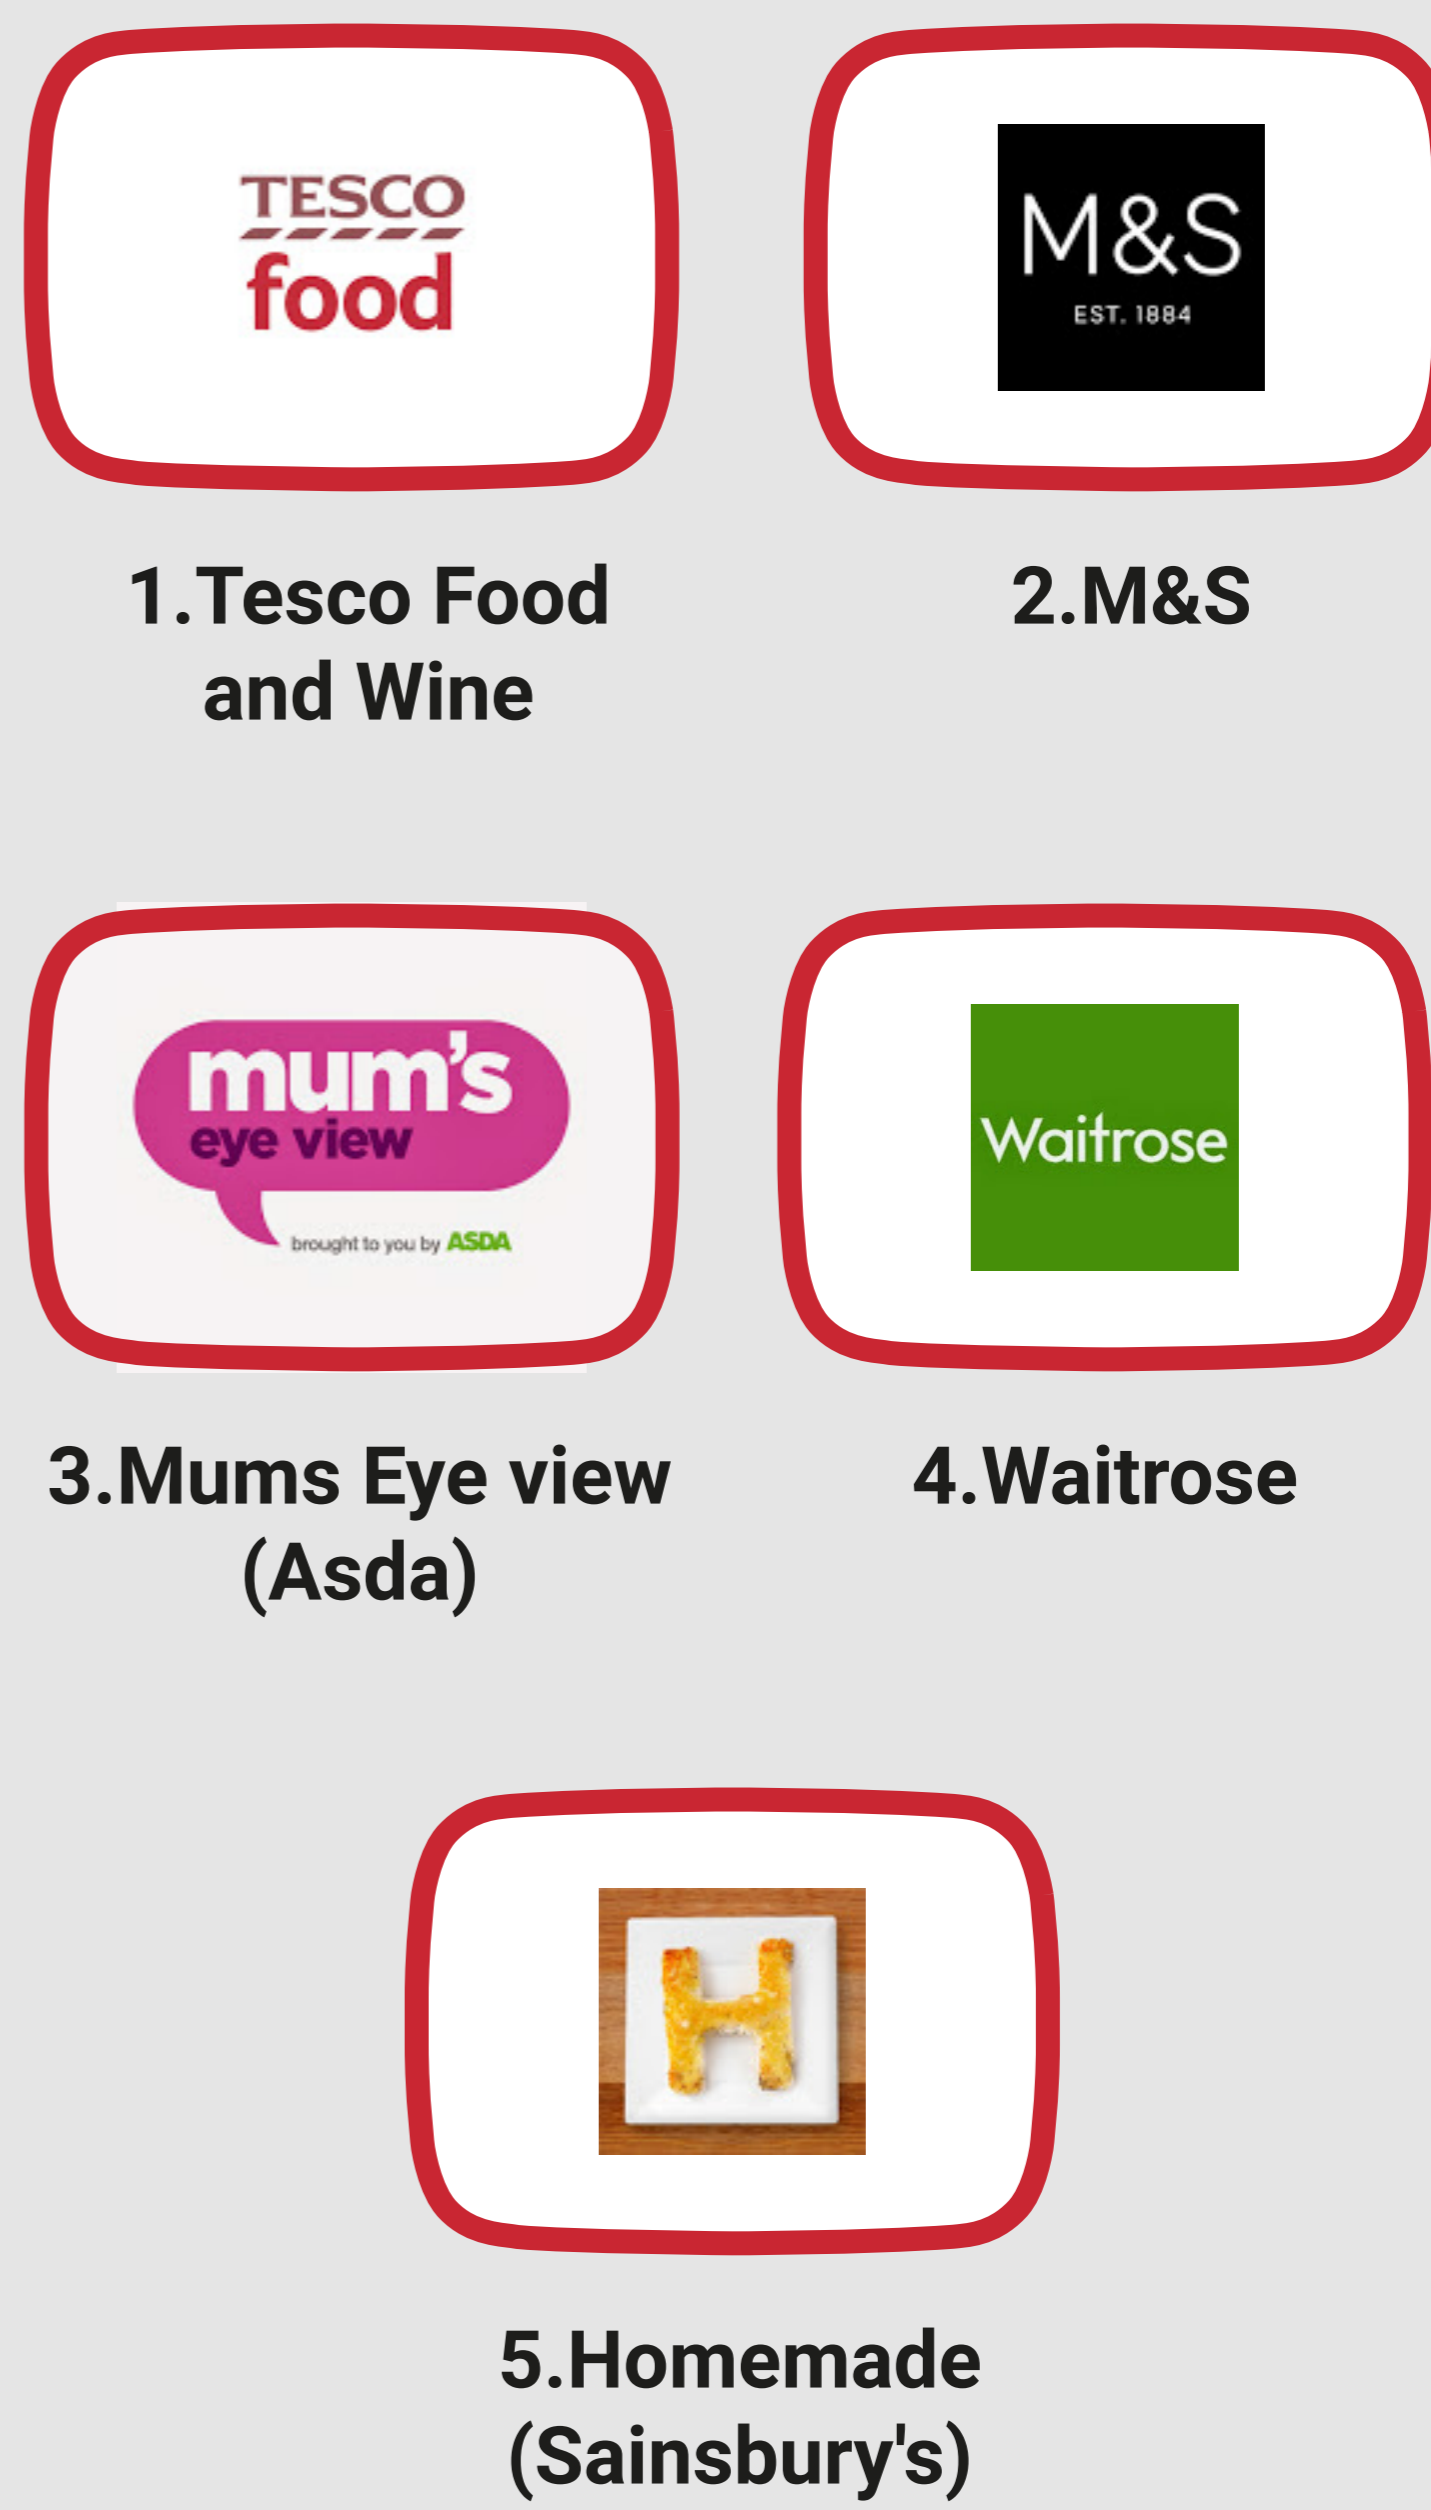 TESCO
food
M&S
EST. 1884
1.Tesco Food
and Wine
2.M&S
mum's
eye view
brought to you by ASDA
Waitrose
3.Mums Eye view
(Asda)
4.Waitrose
H
5.Homemade
(Sainsbury's)